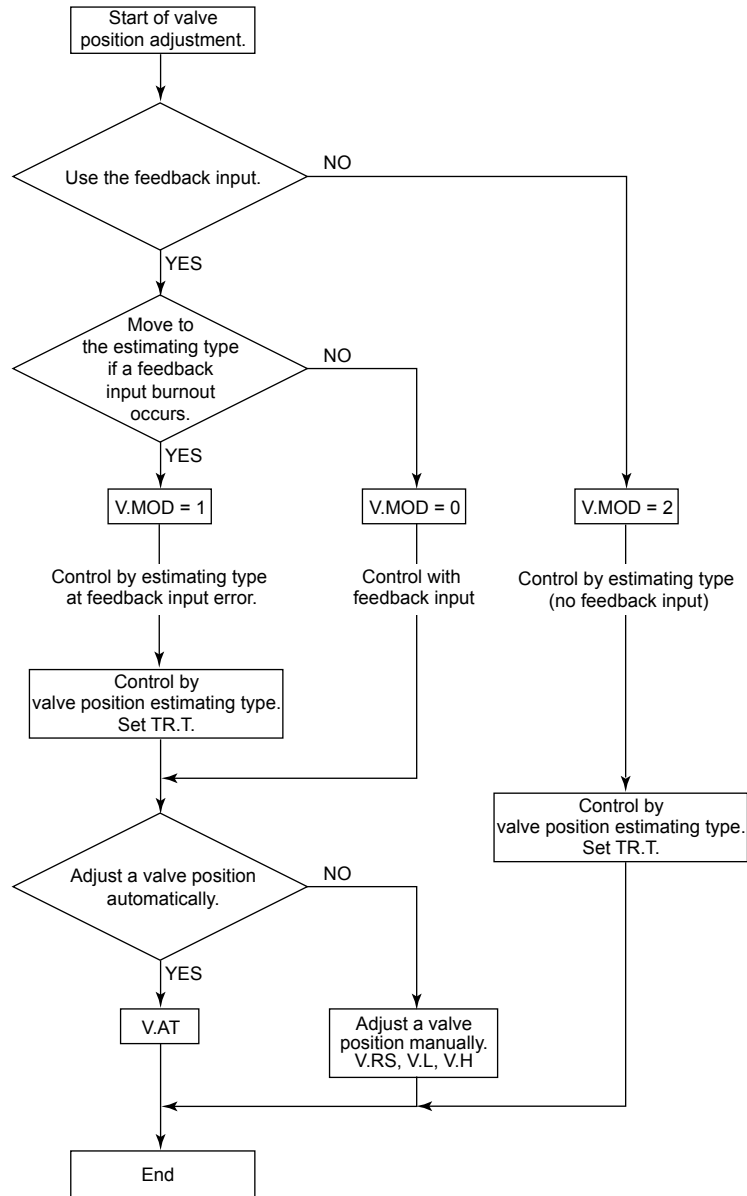 Start of valve
position adjustment.
Use the feedback input.
NO
YES
Move to
the estimating type
if a feedback
input burnout
occurs.
NO
YES
V.MOD = 1
V.MOD = 0
V.MOD = 2
Control by estimating type
at feedback input error.
Control with
feedback input
Control by estimating type
(no feedback input)
Control by
valve position estimating type.
Set TR.T.
Control by
valve position estimating type.
Set TR.T.
Adjust a valve position
automatically.
NO
YES
V.AT
Adjust a valve
position manually.
V.RS, V.L, V.H
End